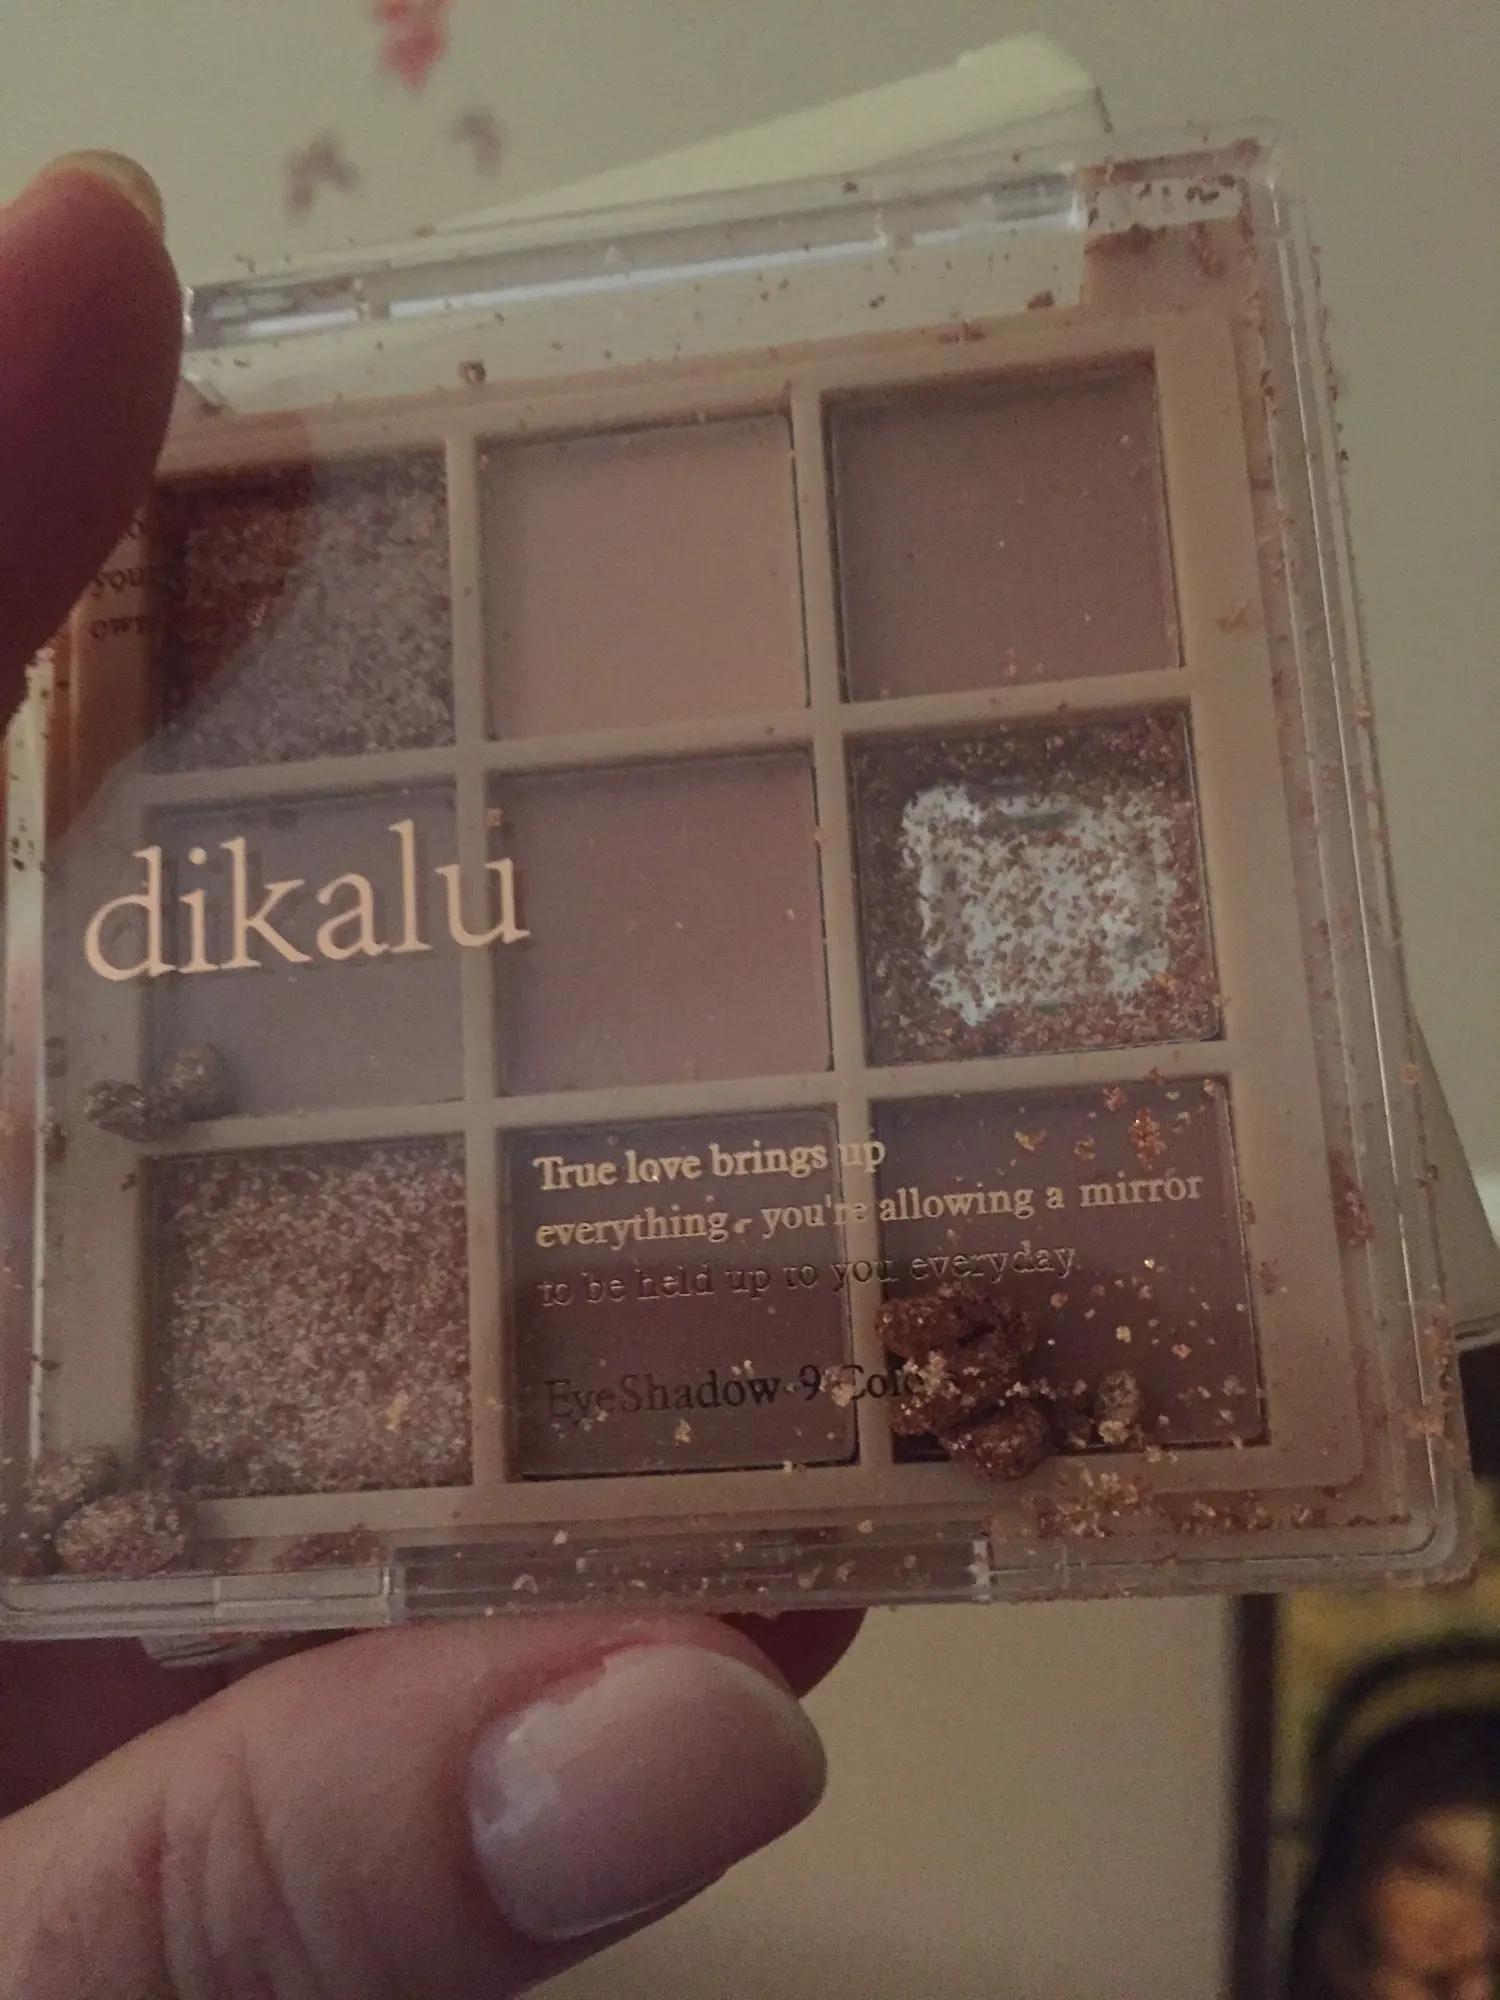 dikalu
True love brings up
everything, you're allowing a mirror
to be held up to you everyday
EyeShadow 9 Colors